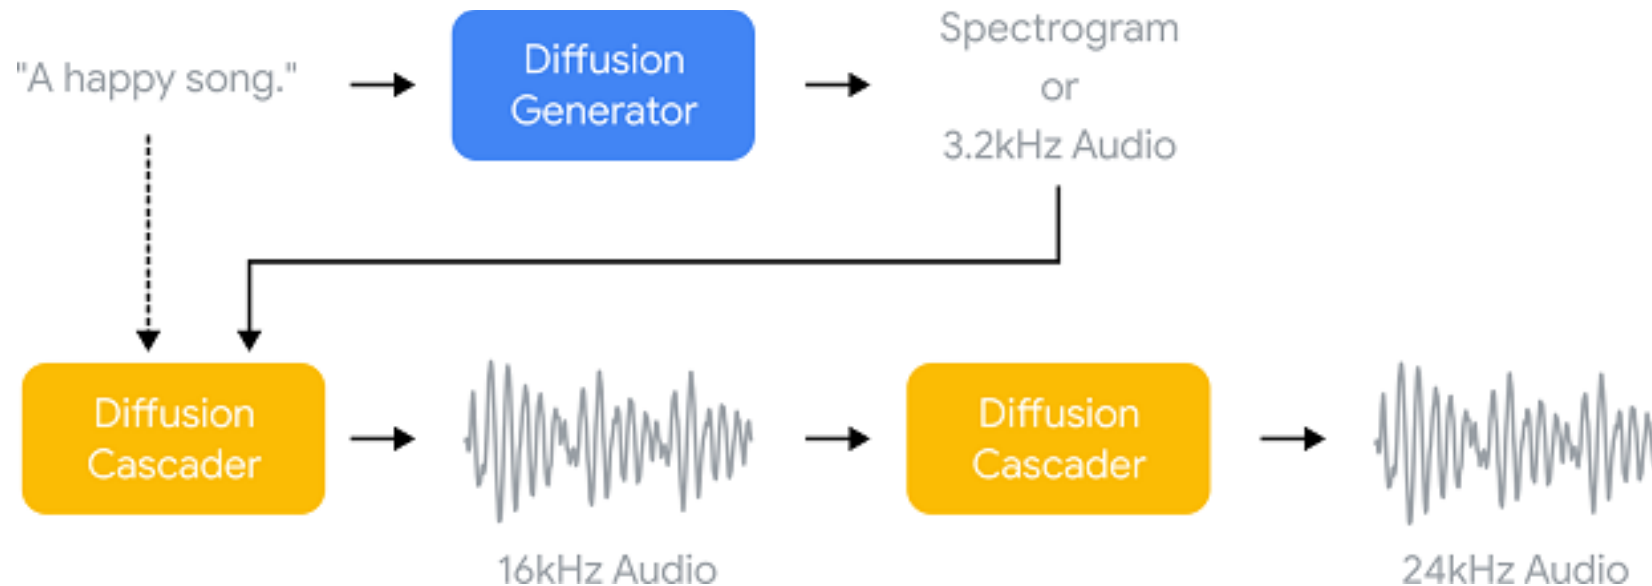 "A happy song."
Diffusion
Generator
Spectrogram
or
3.2kHz Audio
Diffusion
Cascader
16kHz Audio
Diffusion
Cascader
24kHz Audio